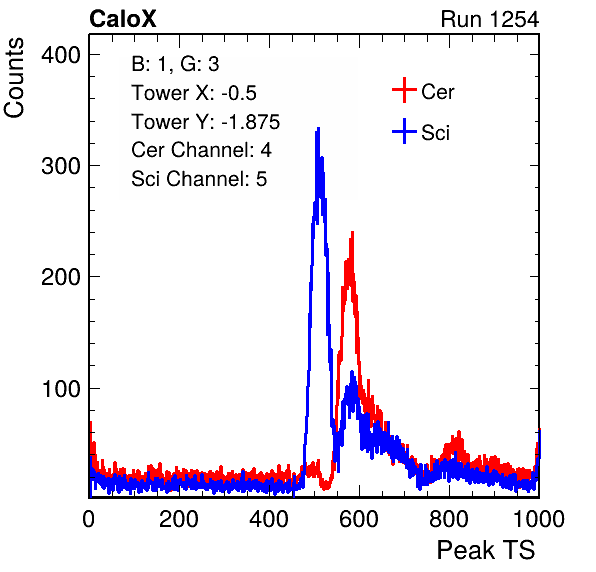 CaloX Run 1254
Counts
400
300
200
100
B: 1, G: 3
Tower X: -0.5
Tower Y: -1.875
Cer Channel: 4
Sci Channel: 5
Cer
Sci
0 200 400 600 800 1000
Peak TS